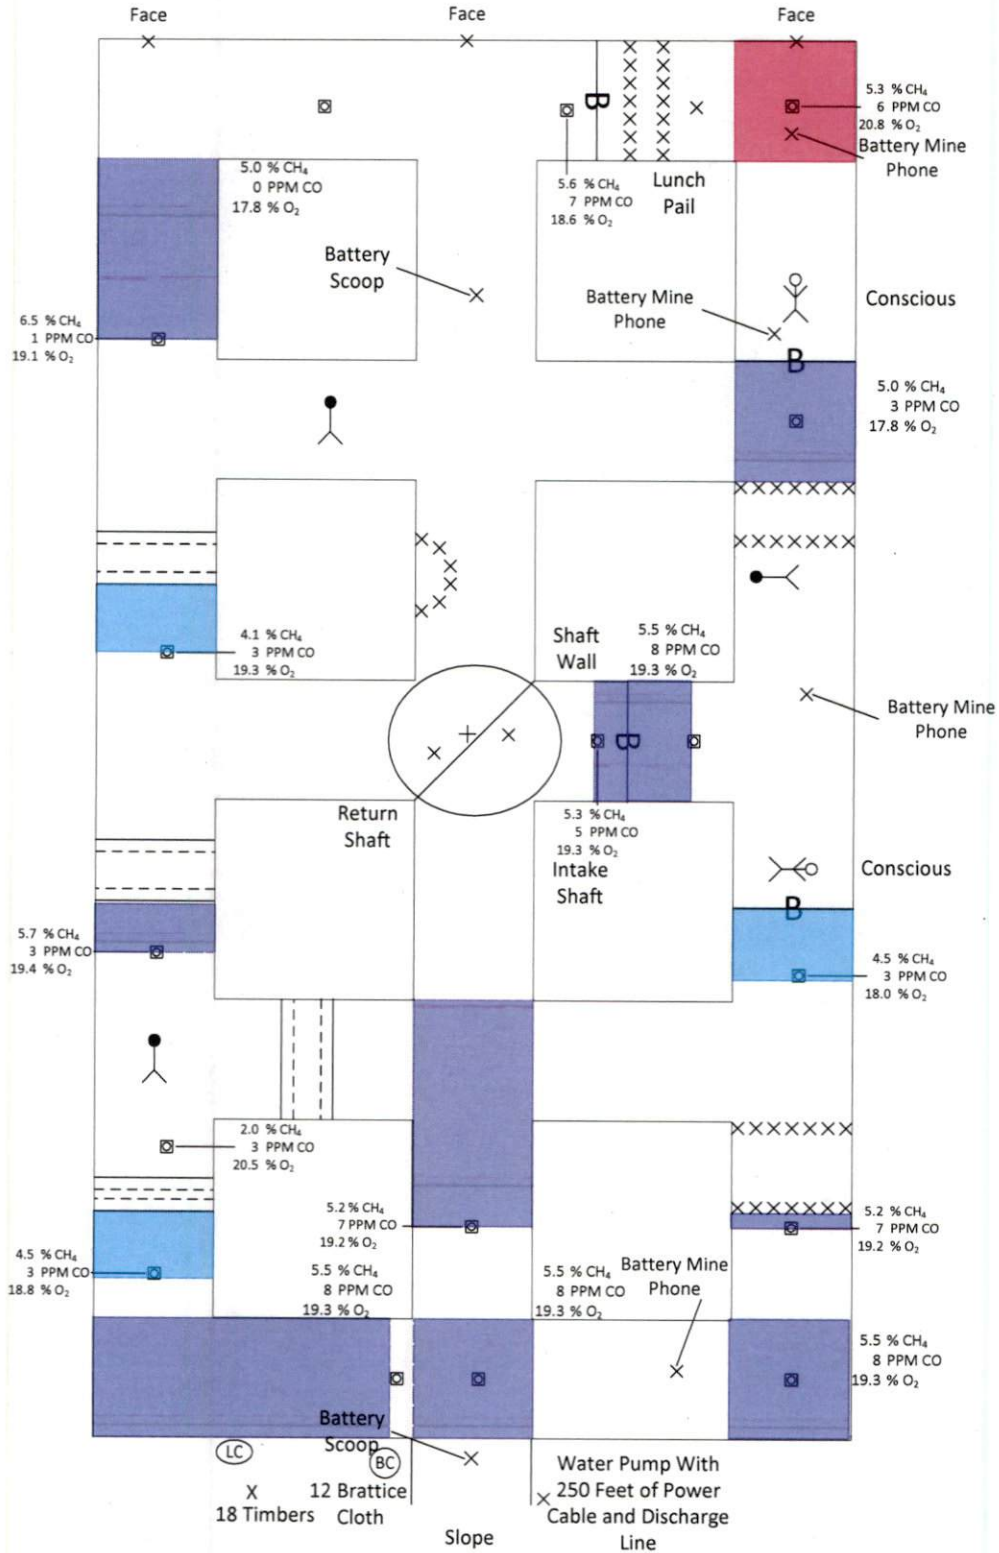 Face
Face
Face
5.3 % CH₄
6 PPM CO
20.8 % O₂
Battery Mine
Phone
B
5.0 % CH₄
0 PPM CO
17.8 % O₂
5.6 % CH₄
7 PPM CO
18.6 % O₂
Lunch
Pail
Battery
Scoop
Battery Mine
Phone
Conscious
6.5 % CH₄
1 PPM CO
19.1 % O₂
B
5.0 % CH₄
3 PPM CO
17.8 % O₂
4.1 % CH₄
3 PPM CO
19.3 % O₂
Shaft
Wall
5.5 % CH₄
8 PPM CO
19.3 % O₂
Battery Mine
Phone
B
Return
Shaft
5.3 % CH₄
5 PPM CO
19.3 % O₂
Intake
Shaft
Conscious
B
5.7 % CH₄
3 PPM CO
19.4 % O₂
4.5 % CH₄
3 PPM CO
18.0 % O₂
2.0 % CH₄
3 PPM CO
20.5 % O₂
5.2 % CH₄
7 PPM CO
19.2 % O₂
5.2 % CH₄
7 PPM CO
19.2 % O₂
4.5 % CH₄
3 PPM CO
18.8 % O₂
5.5 % CH₄
8 PPM CO
19.3 % O₂
5.5 % CH₄
8 PPM CO
19.3 % O₂
Battery Mine
Phone
5.5 % CH₄
8 PPM CO
19.3 % O₂
Battery
Scoop
LC
BC
X
18 Timbers
12 Brattice
Cloth
Slope
Water Pump With
250 Feet of Power
Cable and Discharge
Line